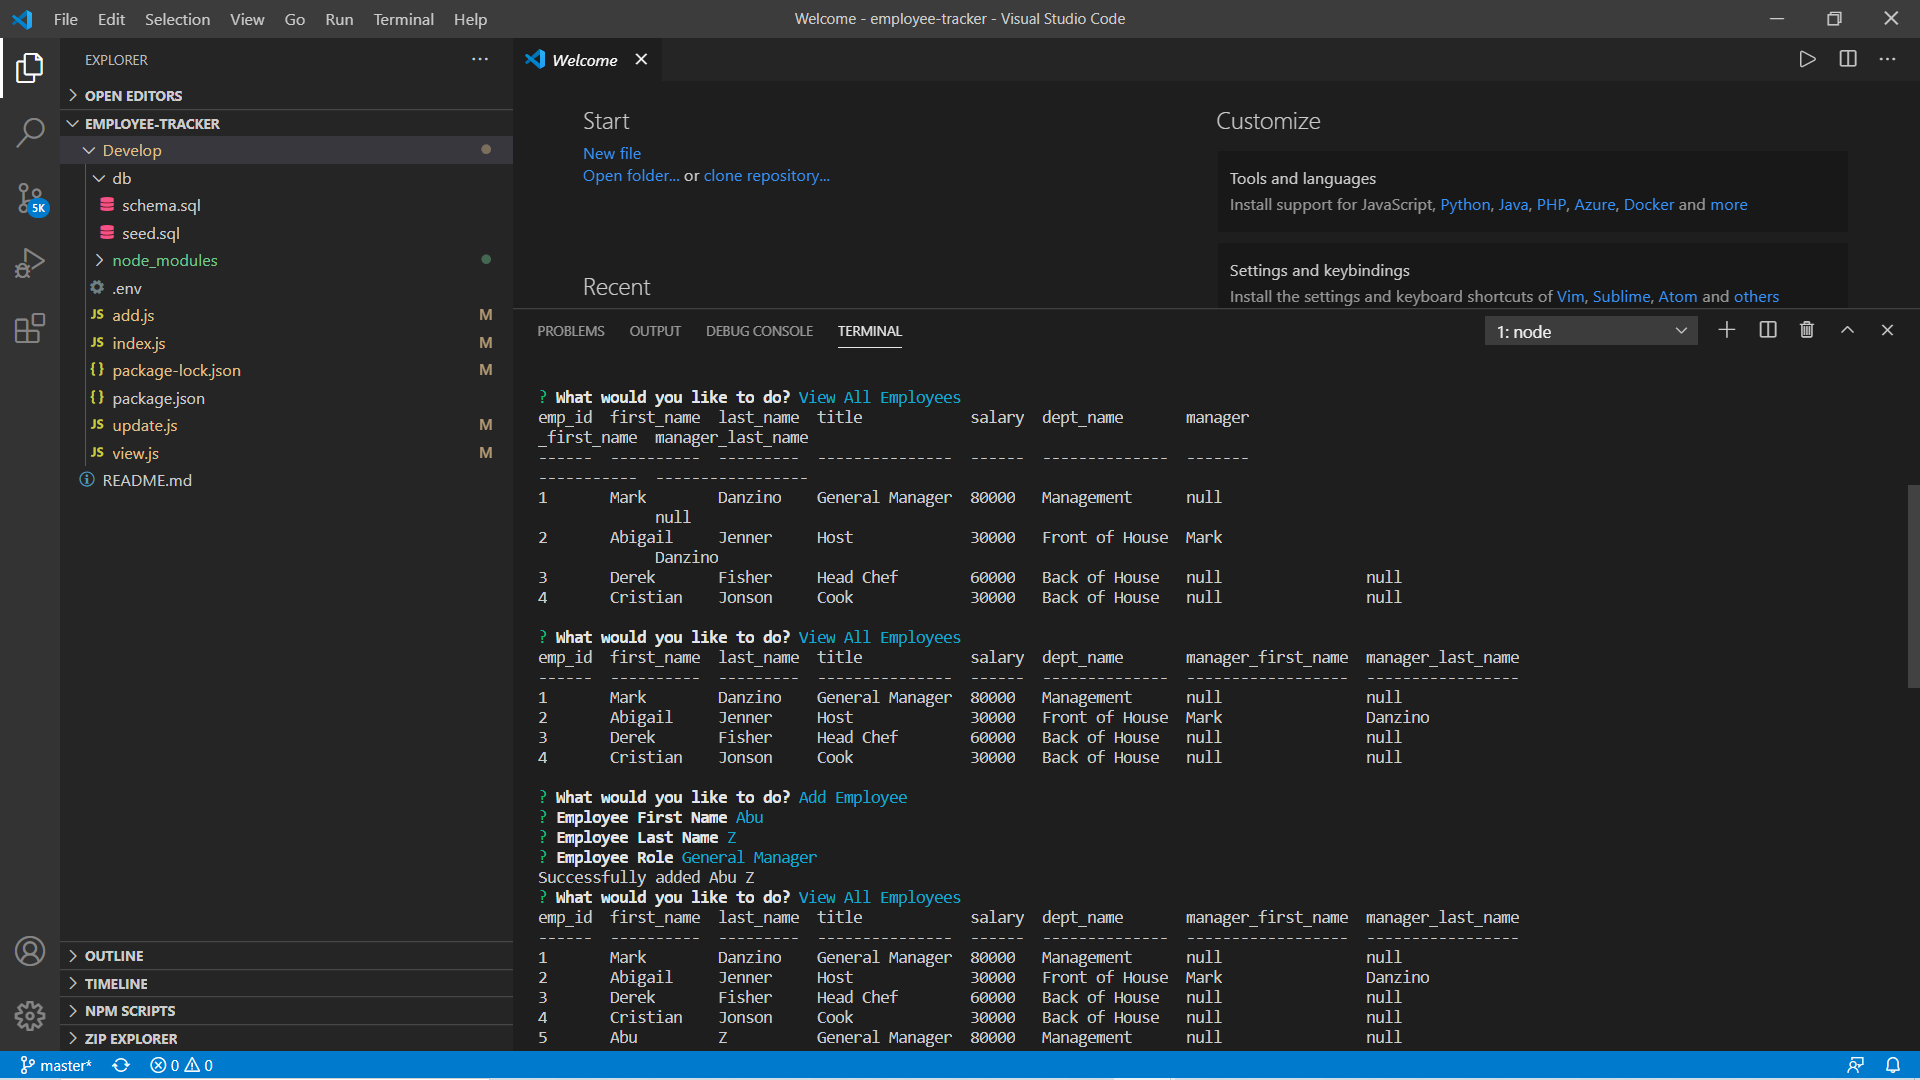 File Edit Selection View Go Run Terminal Help
Welcome - employee-tracker - Visual Studio Code
EXPLORER
OPEN EDITORS
EMPLOYEE-TRACKER
Develop
db
schema.sql
seed.sql
node_modules
.env
JS add.js M
JS index.js M
{} package-lock.json M
{} package.json
JS update.js M
JS view.js M
README.md
5K
OUTLINE
TIMELINE
NPM SCRIPTS
ZIP EXPLORER
Welcome
Start
New file
Open folder... or clone repository...
Recent
Customize
Tools and languages
Install support for JavaScript, Python, Java, PHP, Azure, Docker and more
Settings and keybindings
Install the settings and keyboard shortcuts of Vim, Sublime, Atom and others
PROBLEMS OUTPUT DEBUG CONSOLE TERMINAL
1: node
? What would you like to do? View All Employees
emp_id  first_name  last_name  title            salary  dept_name       manager
_first_name  manager_last_name
------  ----------  ---------  ---------------  ------  --------------  -------
-----------  -----------------
1       Mark        Danzino    General Manager  80000   Management      null
             null
2       Abigail     Jenner     Host             30000   Front of House  Mark
             Danzino
3       Derek       Fisher     Head Chef        60000   Back of House   null                null
4       Cristian    Jonson     Cook             30000   Back of House   null                null
? What would you like to do? View All Employees
emp_id  first_name  last_name  title            salary  dept_name       manager_first_name  manager_last_name
------  ----------  ---------  ---------------  ------  --------------  ------------------  -----------------
1       Mark        Danzino    General Manager  80000   Management      null                null
2       Abigail     Jenner     Host             30000   Front of House  Mark                Danzino
3       Derek       Fisher     Head Chef        60000   Back of House   null                null
4       Cristian    Jonson     Cook             30000   Back of House   null                null
? What would you like to do? Add Employee
? Employee First Name Abu
? Employee Last Name Z
? Employee Role General Manager
Successfully added Abu Z
? What would you like to do? View All Employees
emp_id  first_name  last_name  title            salary  dept_name       manager_first_name  manager_last_name
------  ----------  ---------  ---------------  ------  --------------  ------------------  -----------------
1       Mark        Danzino    General Manager  80000   Management      null                null
2       Abigail     Jenner     Host             30000   Front of House  Mark                Danzino
3       Derek       Fisher     Head Chef        60000   Back of House   null                null
4       Cristian    Jonson     Cook             30000   Back of House   null                null
5       Abu         Z          General Manager  80000   Management      null                null
master* 0 0